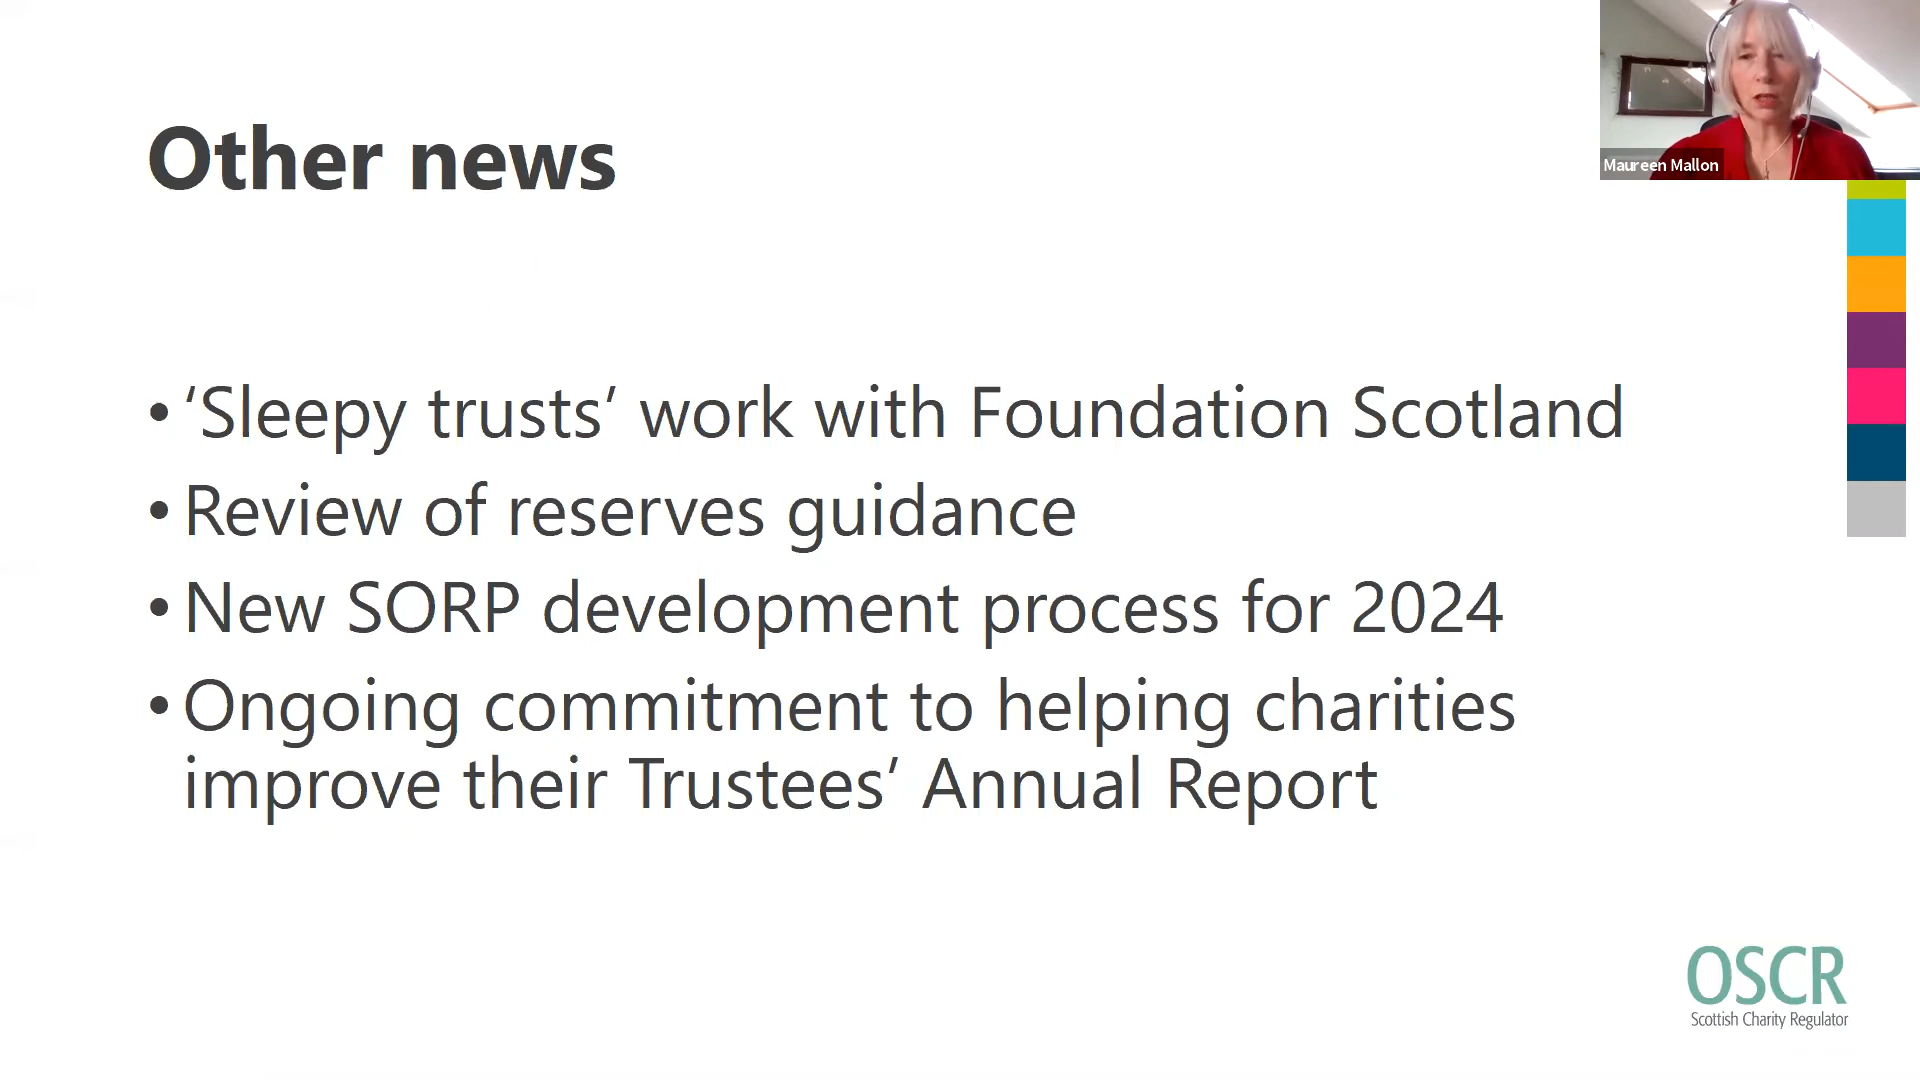 Maureen Mallon
Other news
• ‘Sleepy trusts’ work with Foundation Scotland
• Review of reserves guidance
• New SORP development process for 2024
• Ongoing commitment to helping charities
improve their Trustees’ Annual Report
OSCR
Scottish Charity Regulator